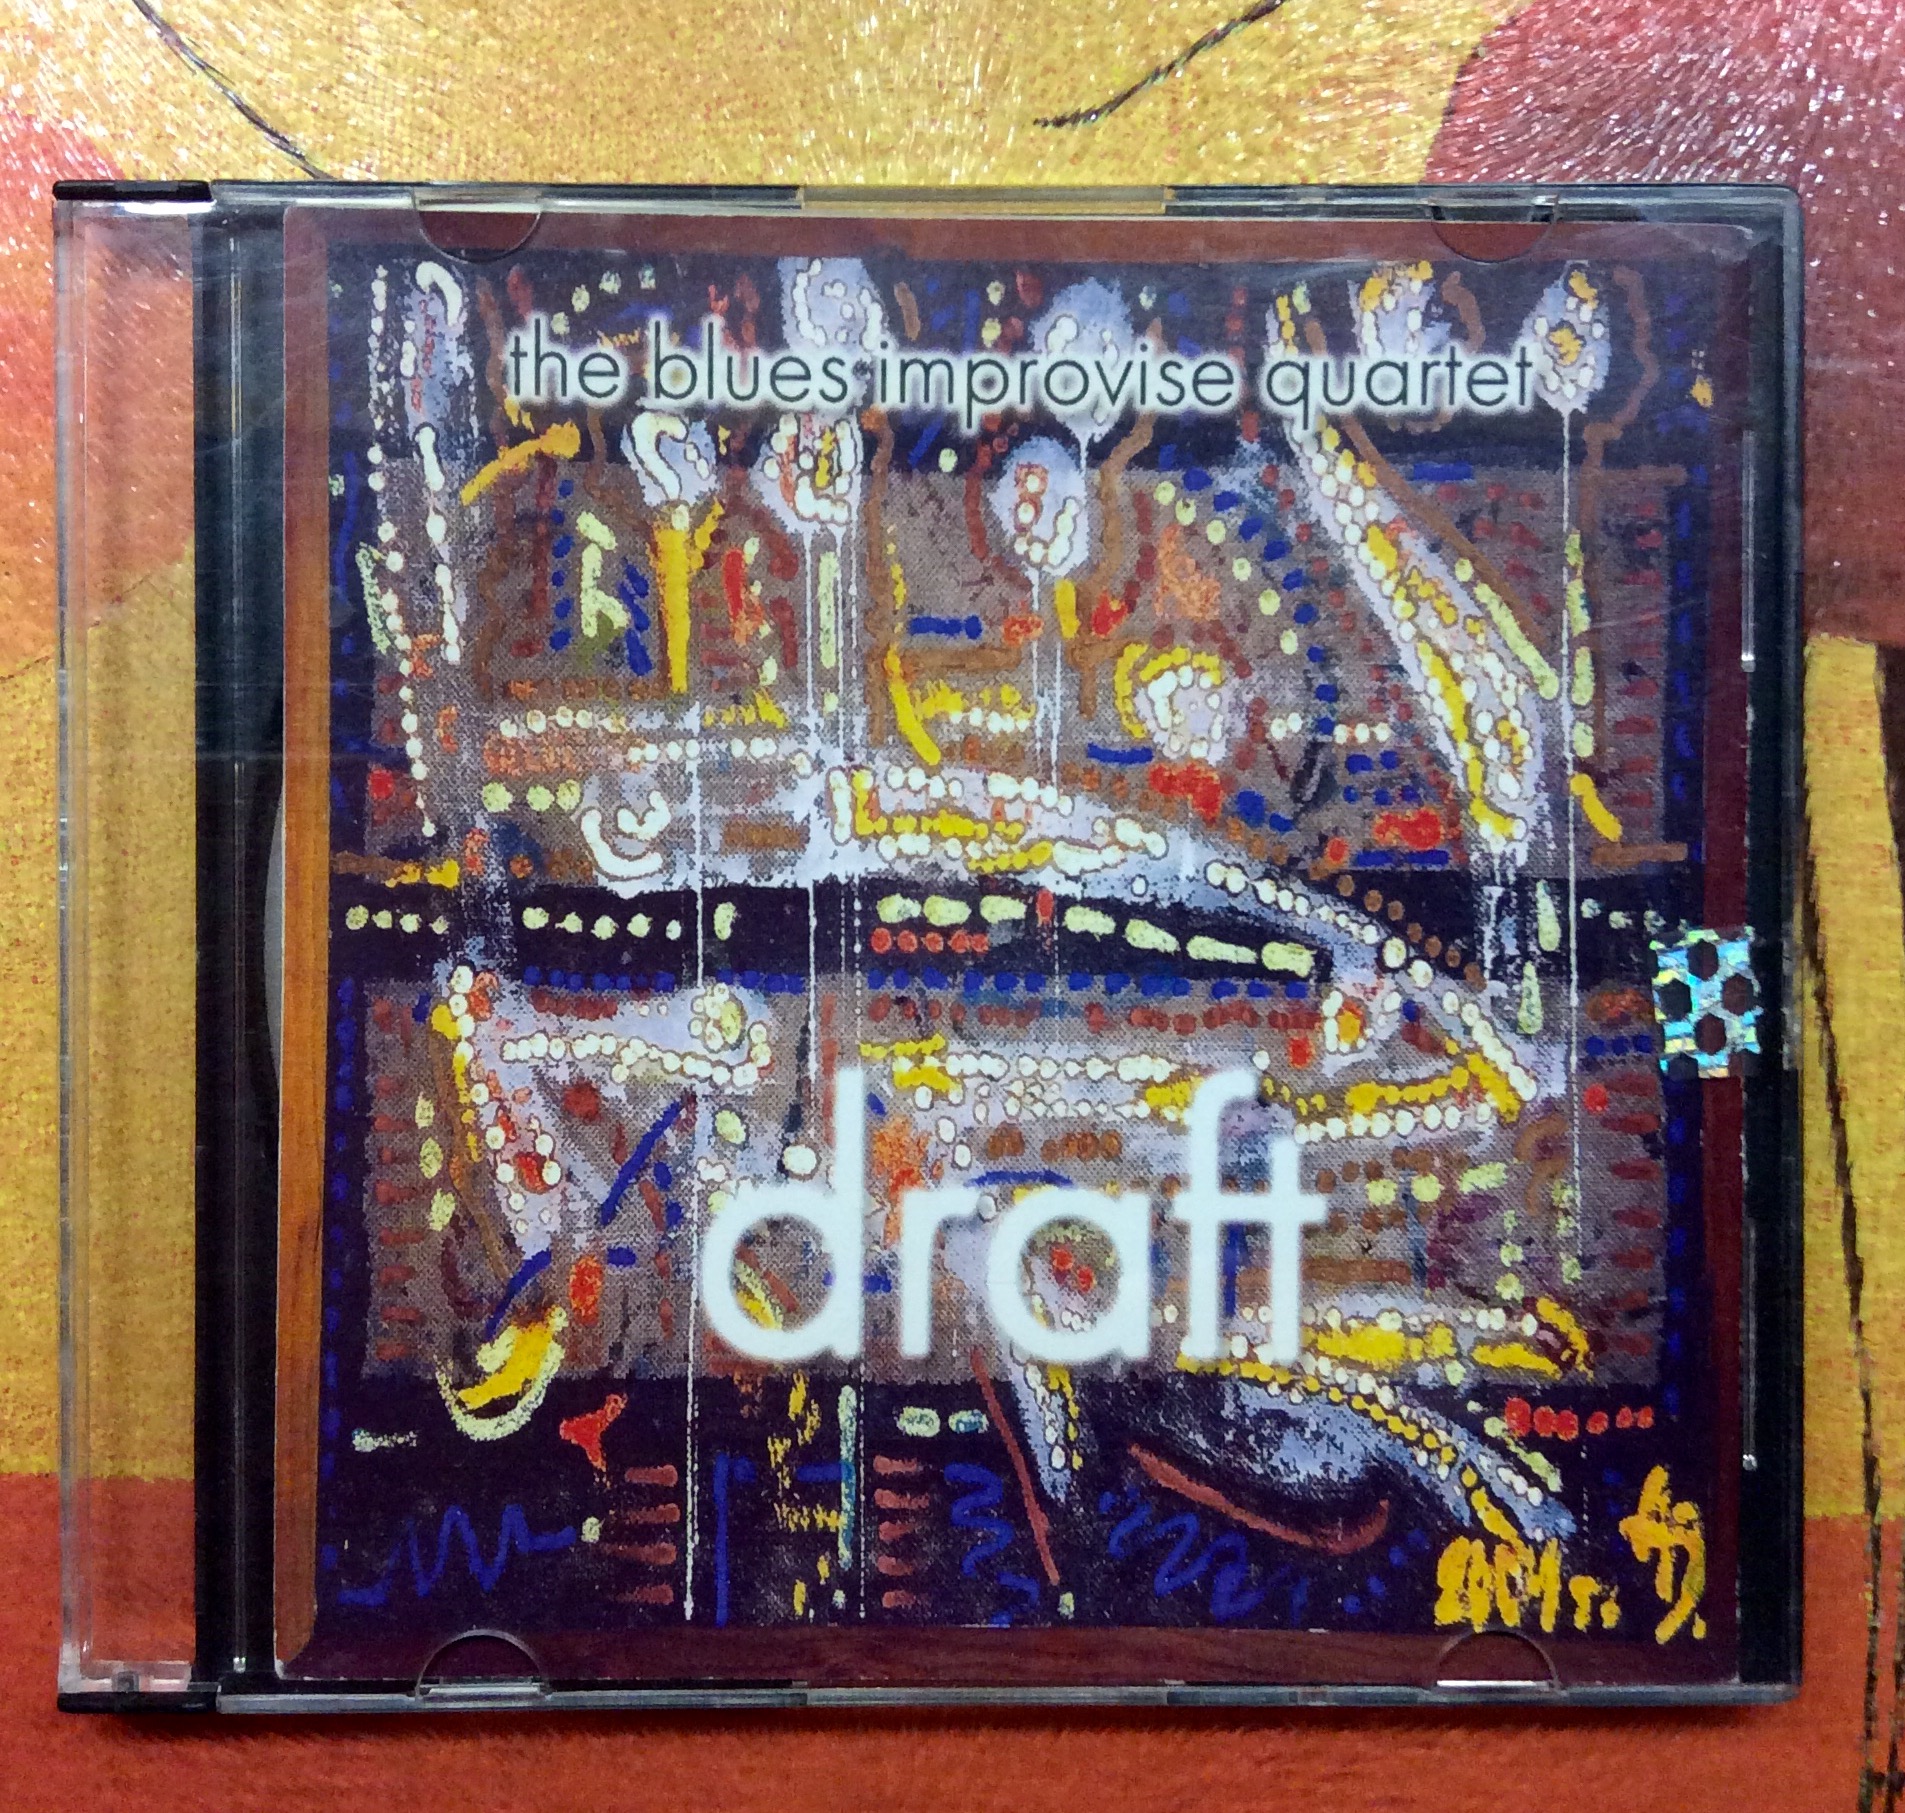 the blues improvise quartet
draft